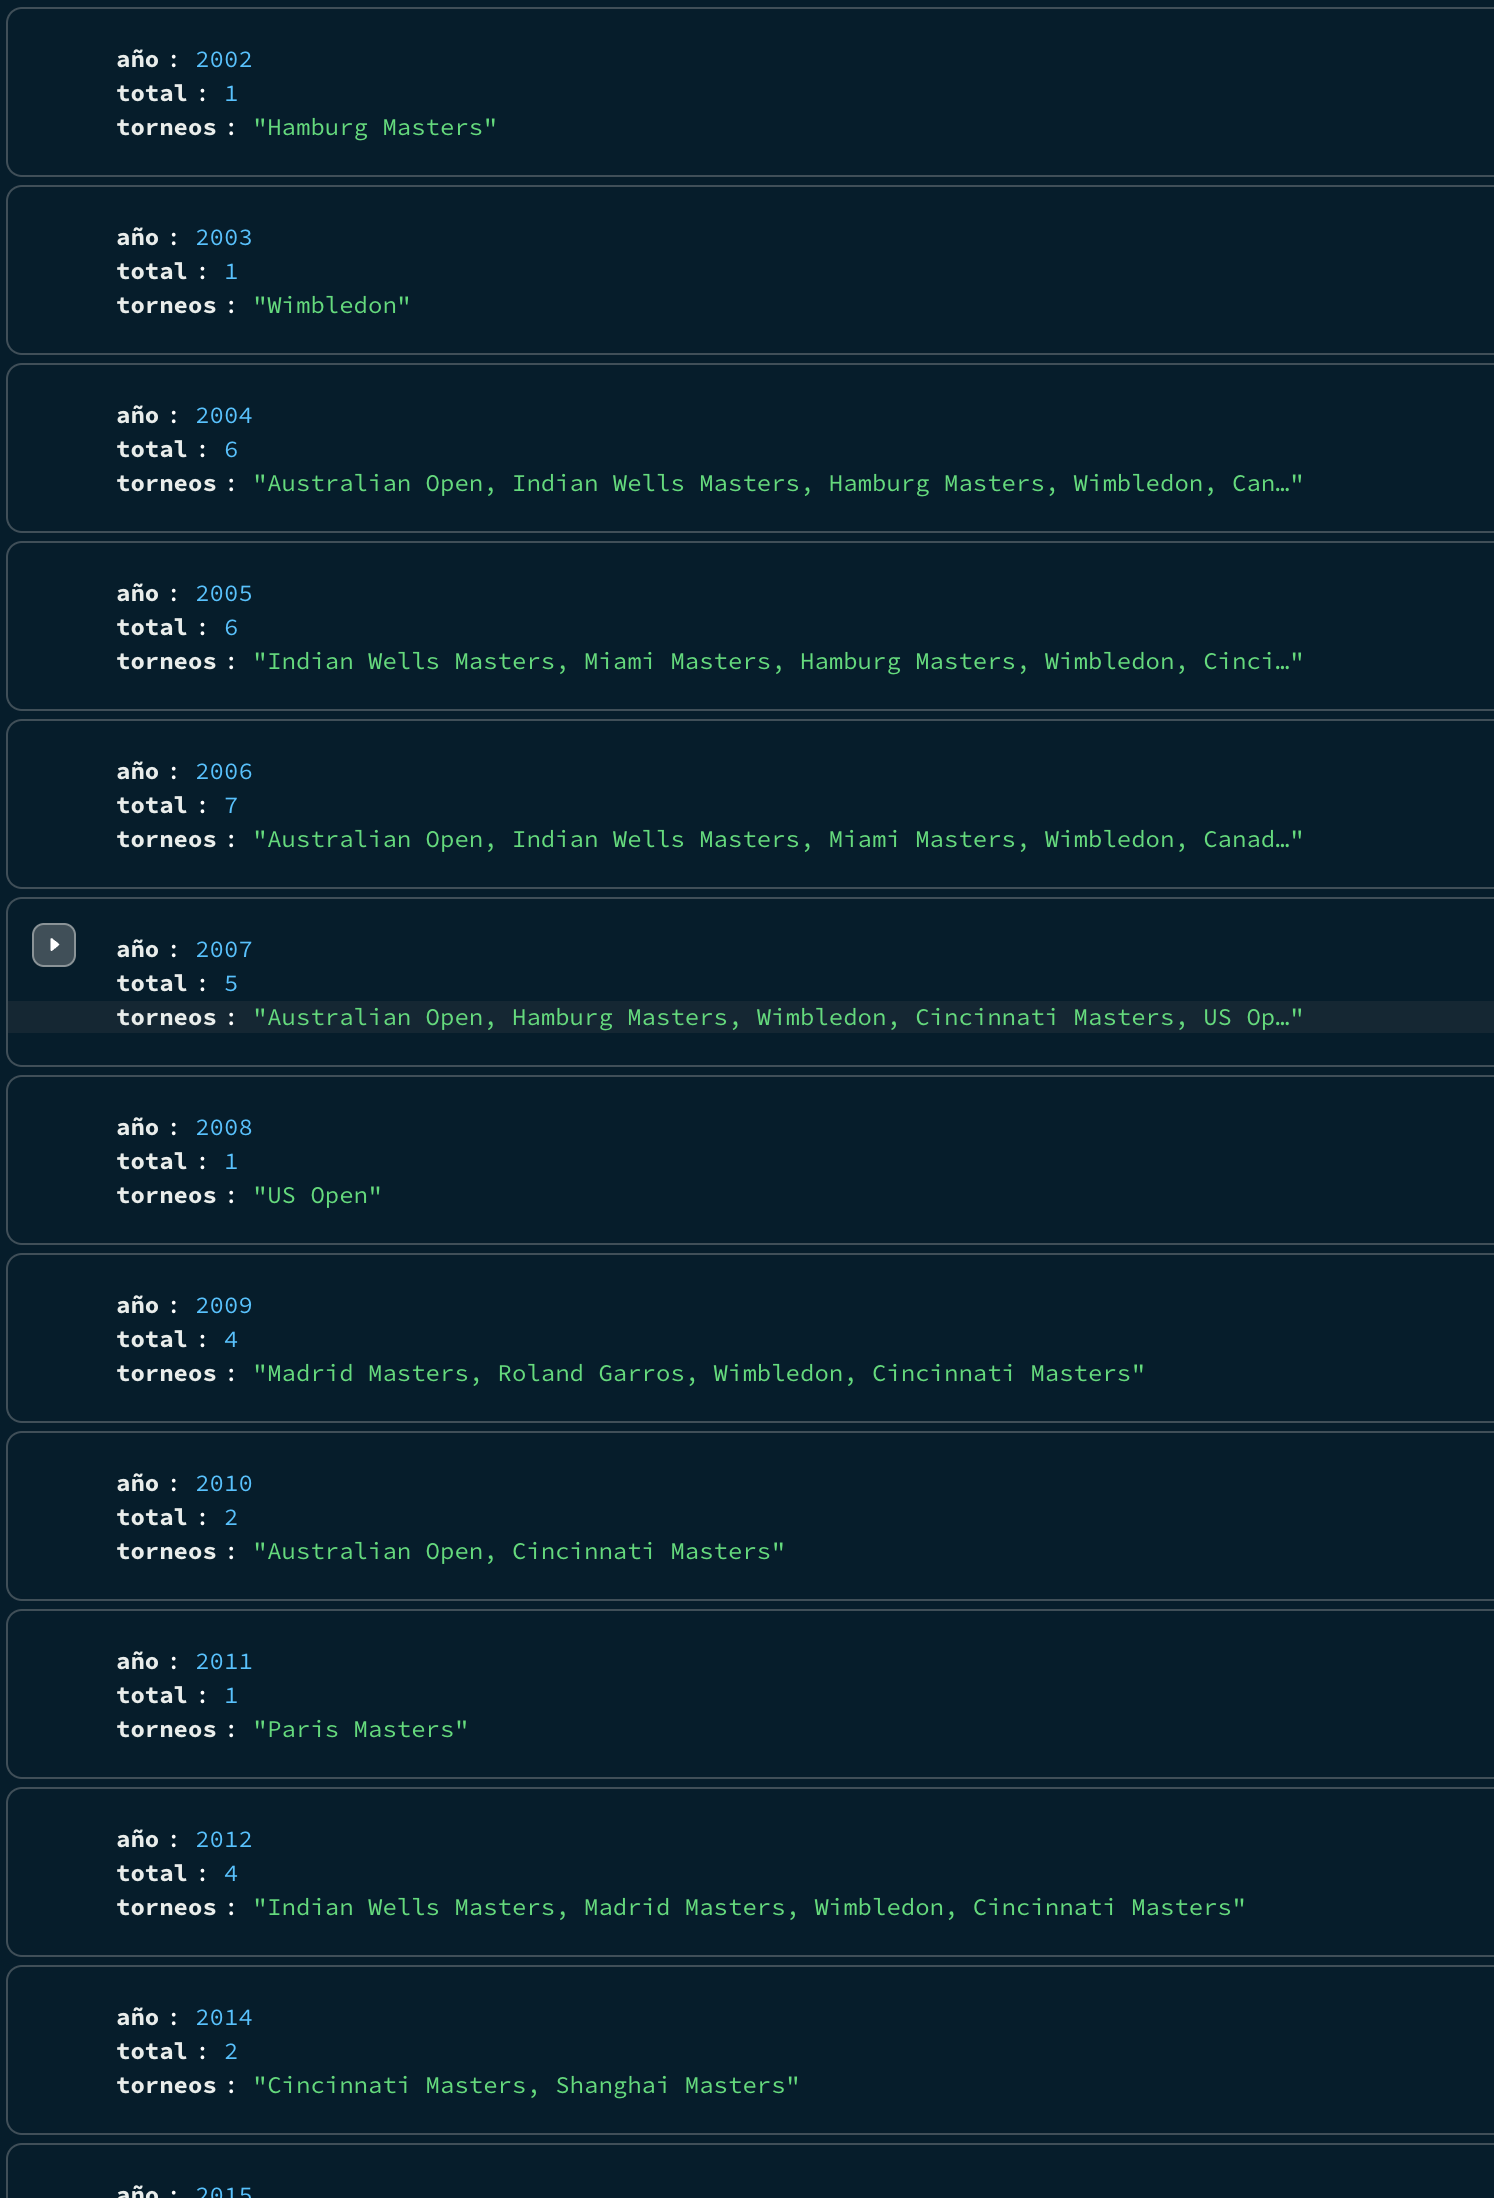 año : 2002
total : 1
torneos : "Hamburg Masters"
año : 2003
total : 1
torneos : "Wimbledon"
año : 2004
total : 6
torneos : "Australian Open, Indian Wells Masters, Hamburg Masters, Wimbledon, Can…"
año : 2005
total : 6
torneos : "Indian Wells Masters, Miami Masters, Hamburg Masters, Wimbledon, Cinci…"
año : 2006
total : 7
torneos : "Australian Open, Indian Wells Masters, Miami Masters, Wimbledon, Canad…"
año : 2007
total : 5
torneos : "Australian Open, Hamburg Masters, Wimbledon, Cincinnati Masters, US Op…"
año : 2008
total : 1
torneos : "US Open"
año : 2009
total : 4
torneos : "Madrid Masters, Roland Garros, Wimbledon, Cincinnati Masters"
año : 2010
total : 2
torneos : "Australian Open, Cincinnati Masters"
año : 2011
total : 1
torneos : "Paris Masters"
año : 2012
total : 4
torneos : "Indian Wells Masters, Madrid Masters, Wimbledon, Cincinnati Masters"
año : 2014
total : 2
torneos : "Cincinnati Masters, Shanghai Masters"
año : 2015